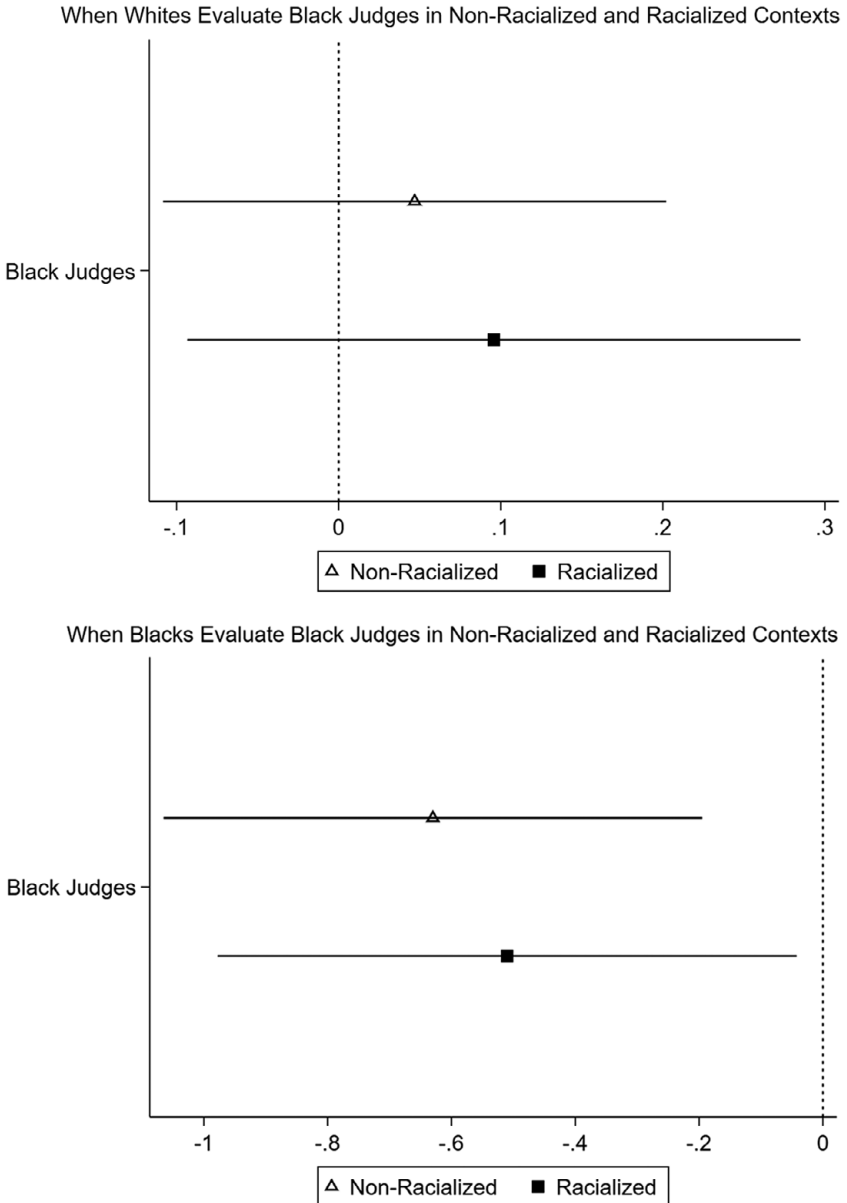 When Whites Evaluate Black Judges in Non-Racialized and Racialized Contexts
Black Judges
-.1 0 .1 .2 .3
Non-Racialized Racialized
When Blacks Evaluate Black Judges in Non-Racialized and Racialized Contexts
Black Judges
-1 -.8 -.6 -.4 -.2 0
Non-Racialized Racialized